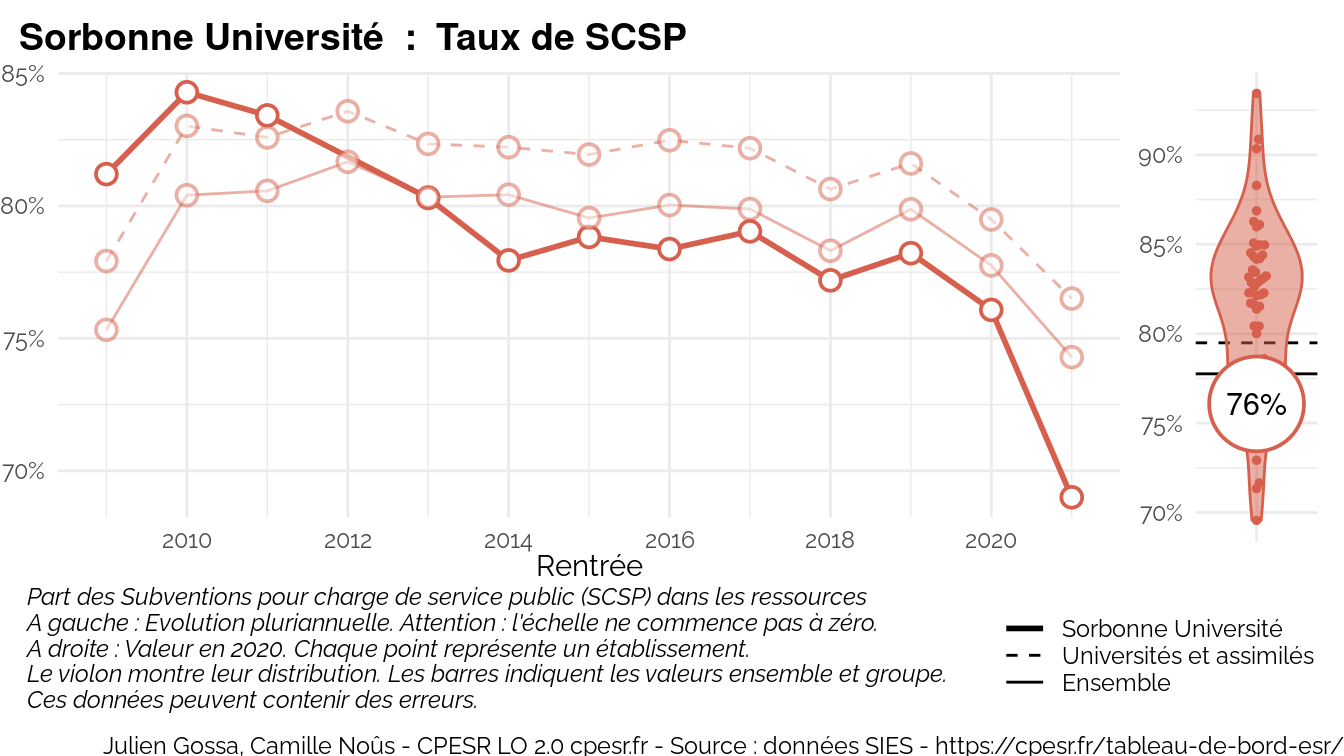 Sorbonne Université : Taux de SCSP
85%
80%
75%
70%
2010 2012 2014 2016 2018 2020
Rentrée
90%
85%
80%
75%
70%
76%
Part des Subventions pour charge de service public (SCSP) dans les ressources
A gauche : Evolution pluriannuelle. Attention : l'échelle ne commence pas à zéro.
A droite : Valeur en 2020. Chaque point représente un établissement.
Le violon montre leur distribution. Les barres indiquent les valeurs ensemble et groupe.
Ces données peuvent contenir des erreurs.
Sorbonne Université
Universités et assimilés
Ensemble
Julien Gossa, Camille Noûs - CPESR LO 2.0 cpesr.fr - Source : données SIES - https://cpesr.fr/tableau-de-bord-esr/